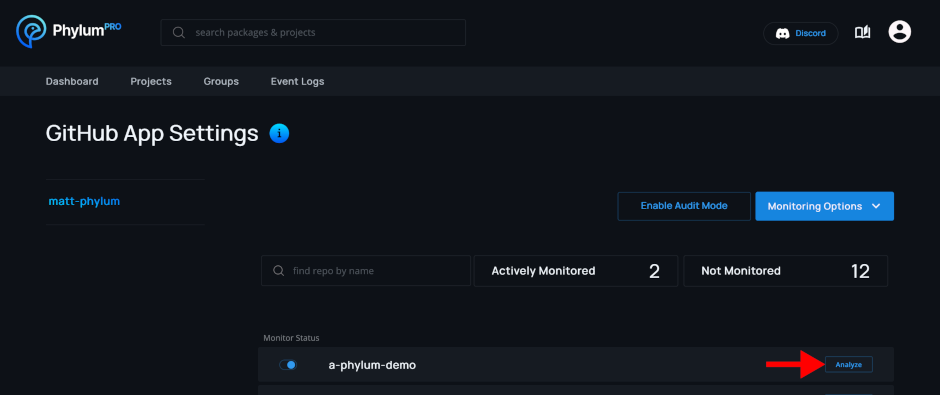 Phylum PRO
search packages & projects
Discord
Dashboard Projects Groups Event Logs
GitHub App Settings i
matt-phylum
Enable Audit Mode
Monitoring Options
find repo by name
Actively Monitored 2
Not Monitored 12
Monitor Status
a-phylum-demo
Analyze